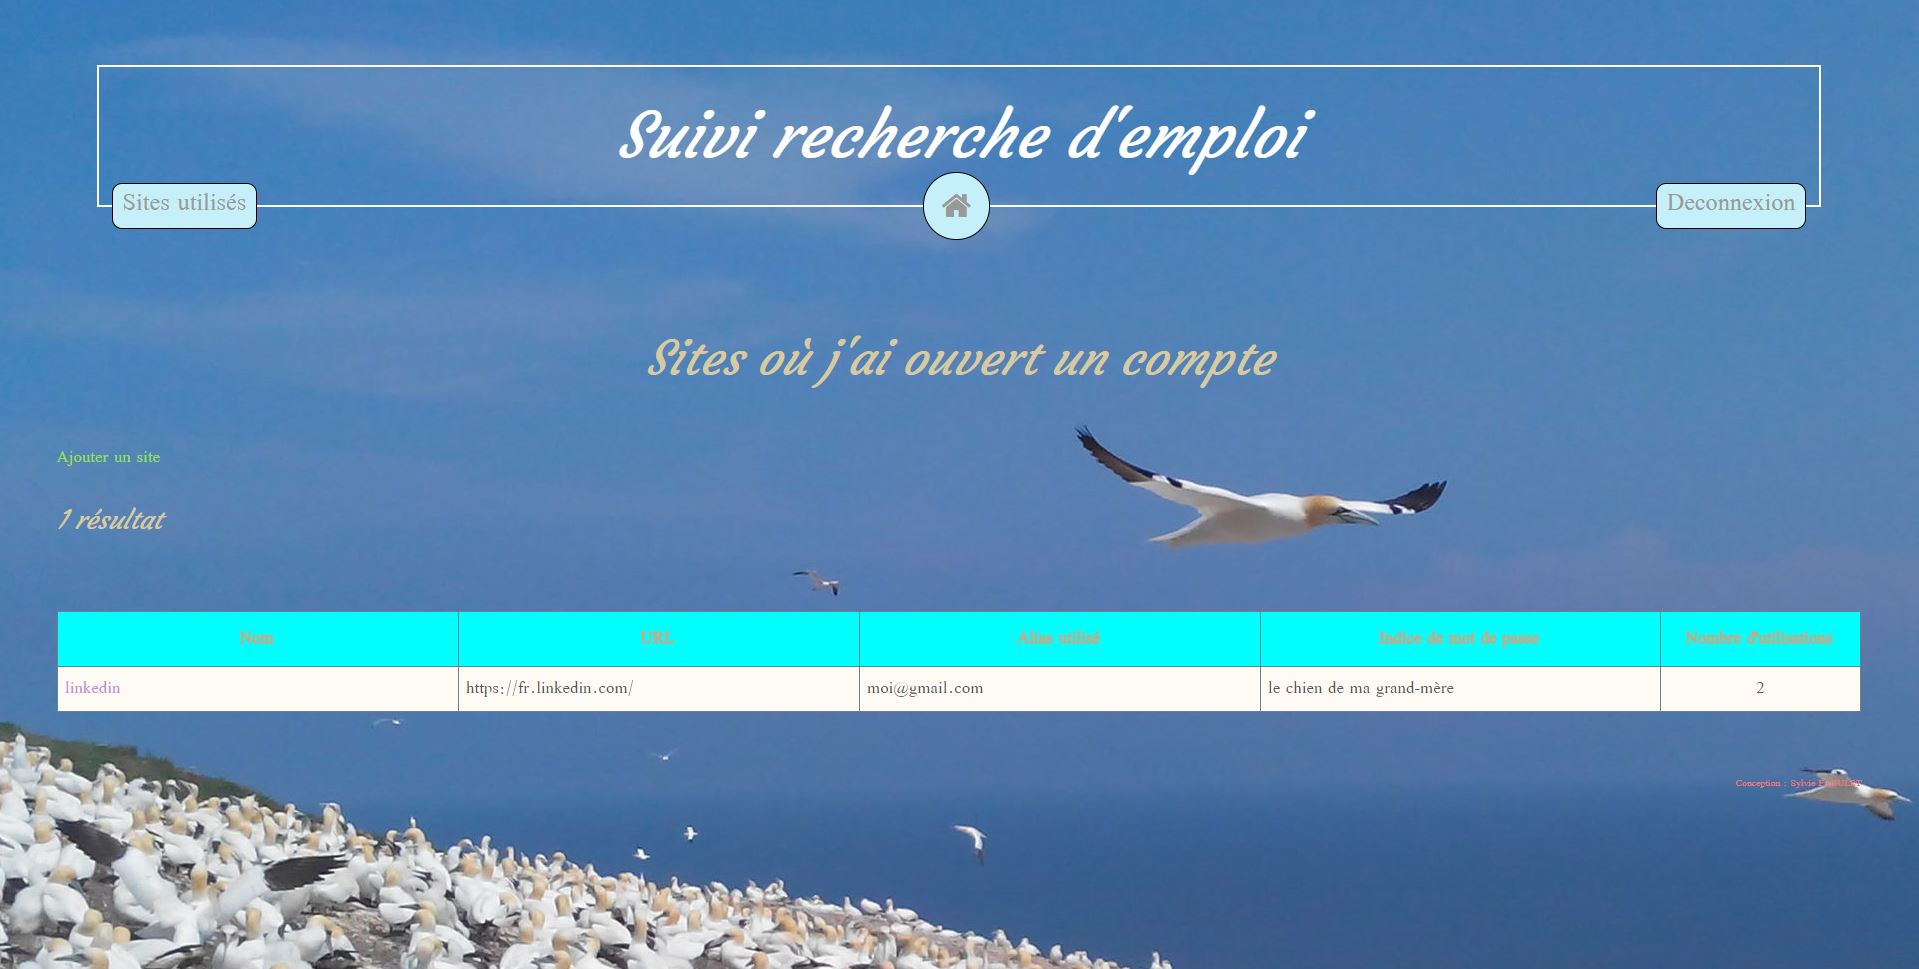 Suivi recherche d'emploi
Sites utilisés
Deconnexion
Sites où j'ai ouvert un compte
Ajouter un site
1 résultat
Nom URL Alias utilisé Indice de mot de passe Nombre d'utilisations
linkedin https://fr.linkedin.com/ moi@gmail.com le chien de ma grand-mère 2
Conception : Sylvie